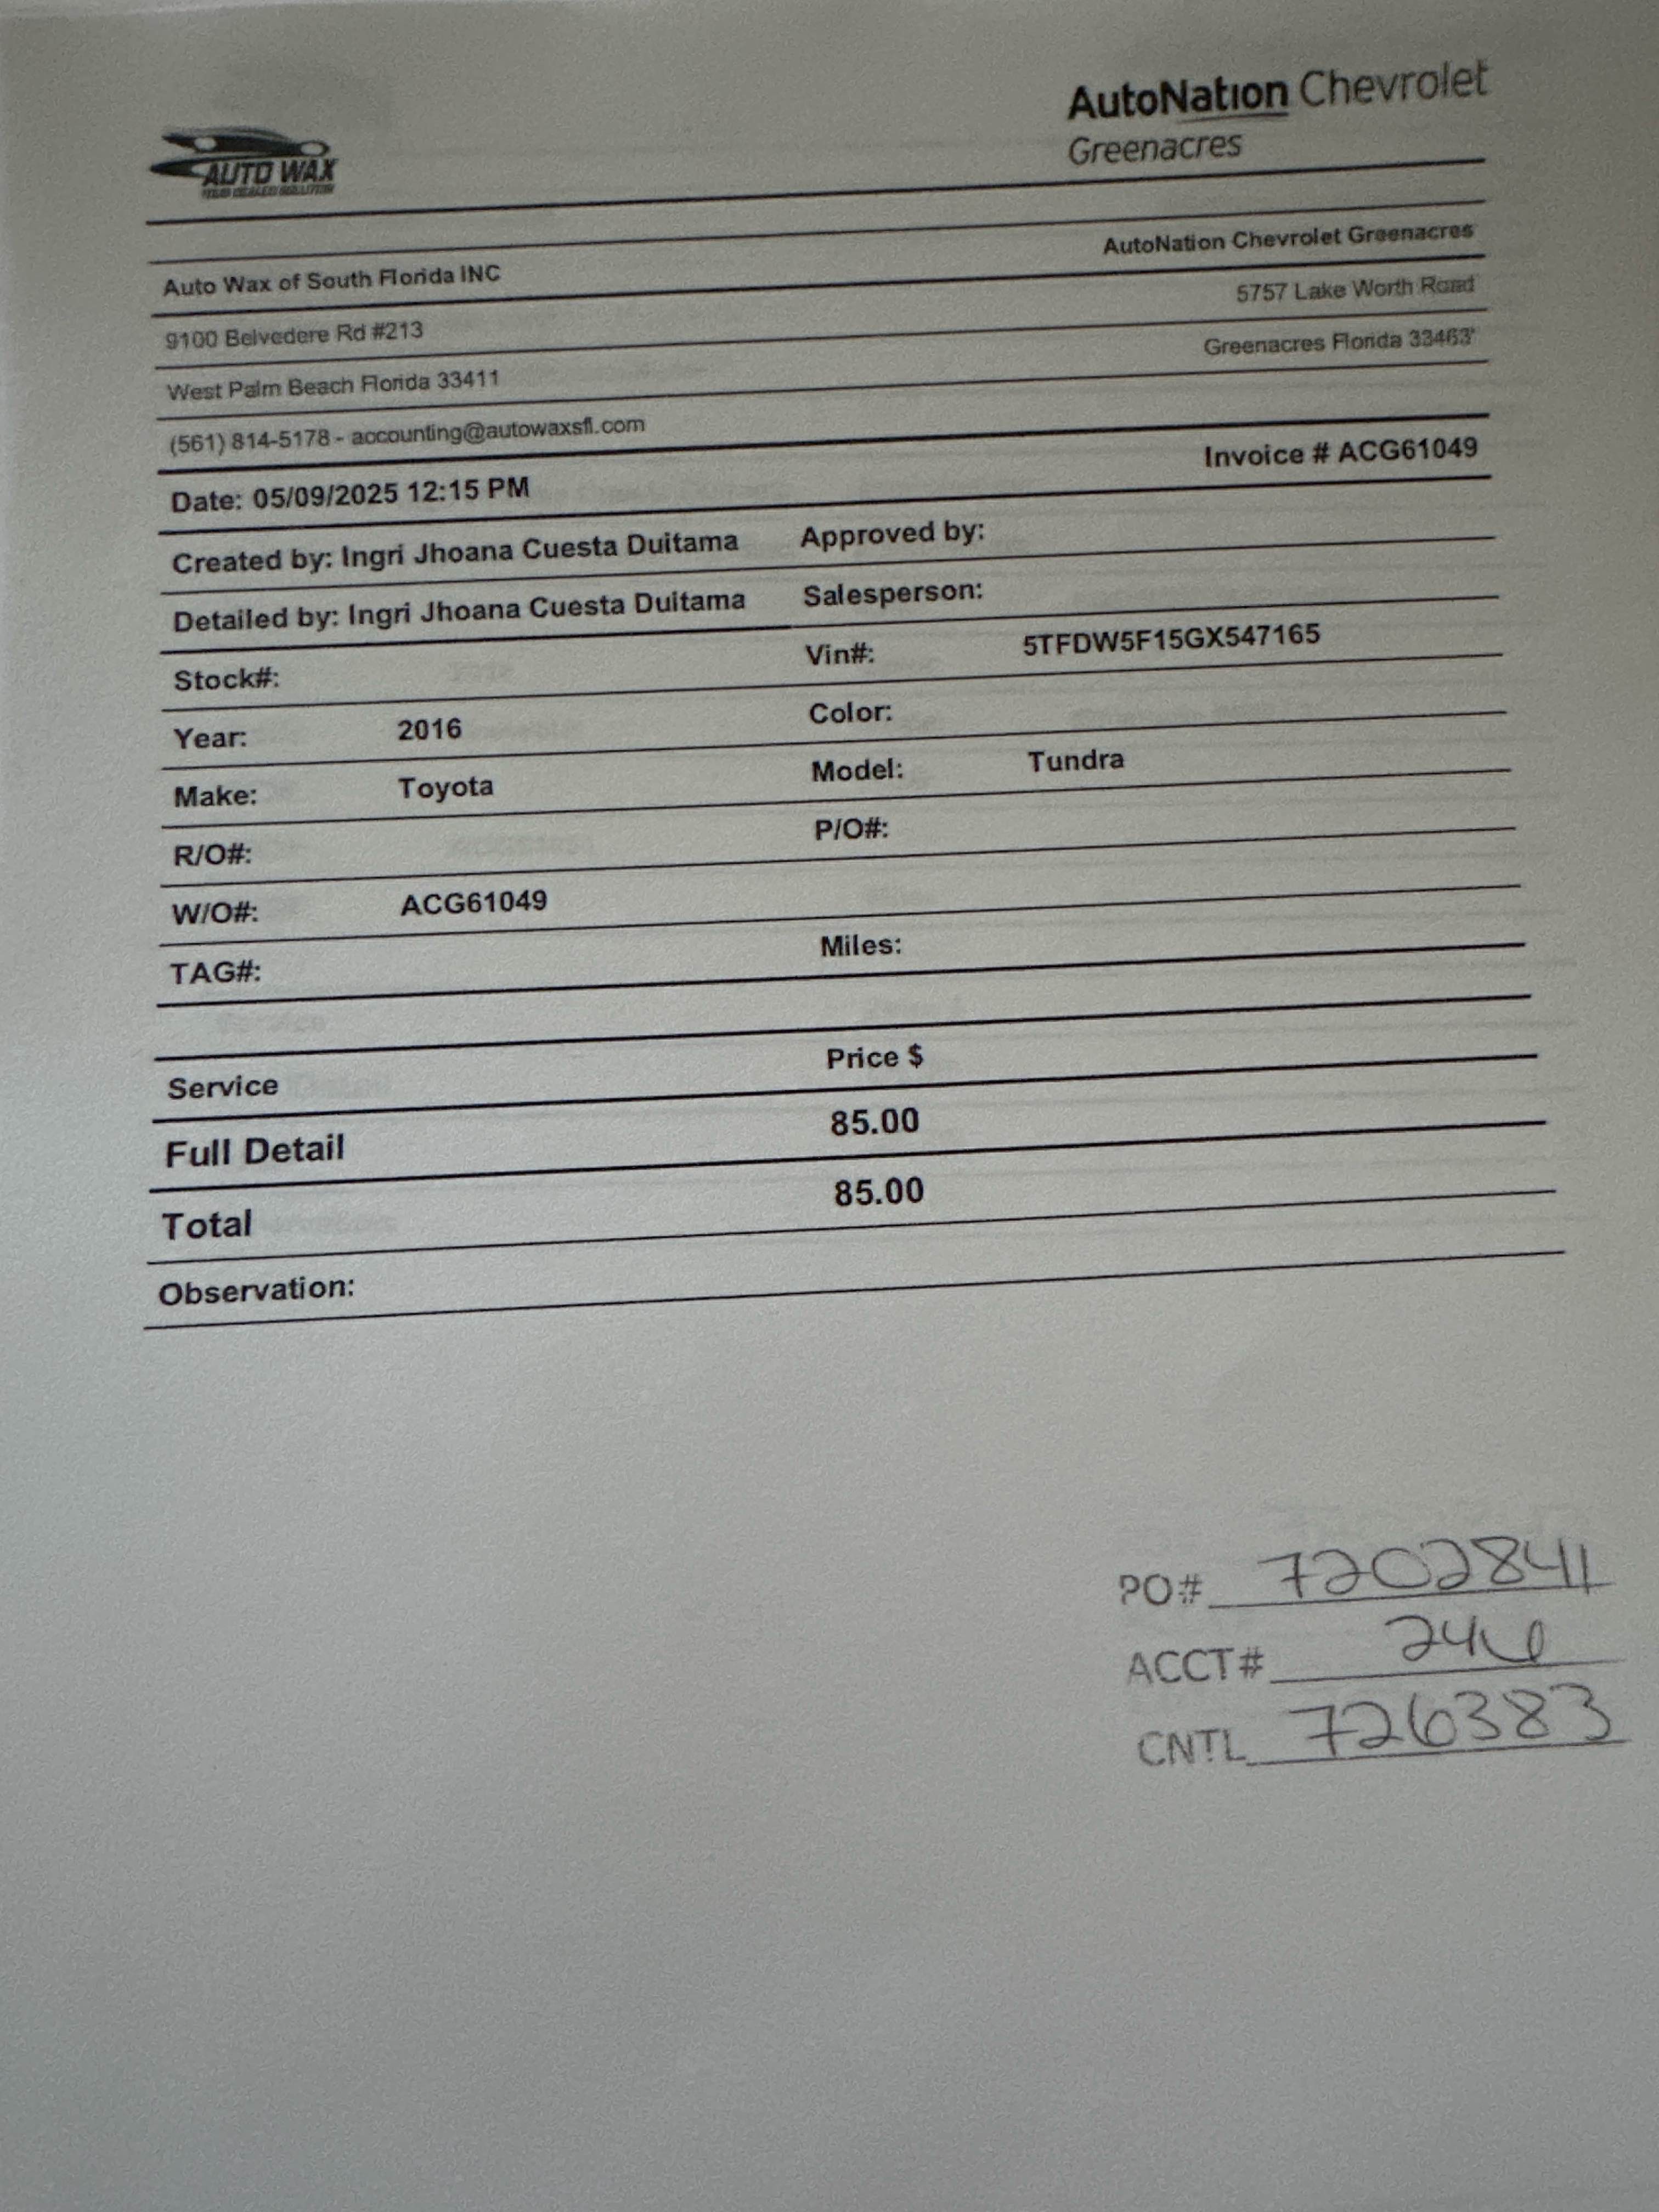 AutoNation Chevrolet
Greenacres
AUTO WAX
YOUR DEALER SOLUTION
AutoNation Chevrolet Greenacres
Auto Wax of South Florida INC
5757 Lake Worth Road
9100 Belvedere Rd #213
Greenacres Florida 33463
West Palm Beach Florida 33411
(561) 814-5178 - accounting@autowaxsfl.com
Invoice # ACG61049
Date: 05/09/2025 12:15 PM
Created by: Ingri Jhoana Cuesta Duitama Approved by:
Detailed by: Ingri Jhoana Cuesta Duitama Salesperson:
Stock#: Vin#: 5TFDW5F15GX547165
Year: 2016 Color:
Make: Toyota Model: Tundra
R/O#: P/O#:
W/O#: ACG61049
TAG#: Miles:
Service Price $
Full Detail 85.00
Total 85.00
Observation:
PO# 7202841
ACCT# 246
CNTL 726383